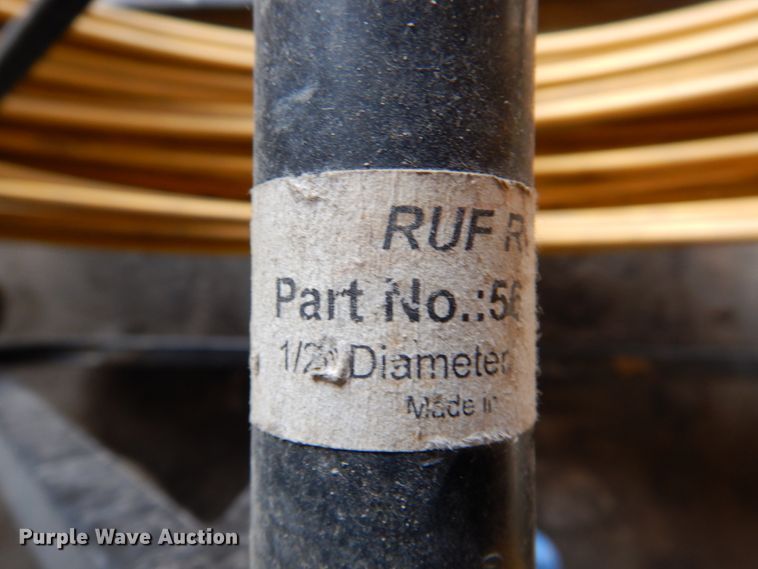 RUF R
Part No.:56
1/2" Diameter
Made in
Purple Wave Auction